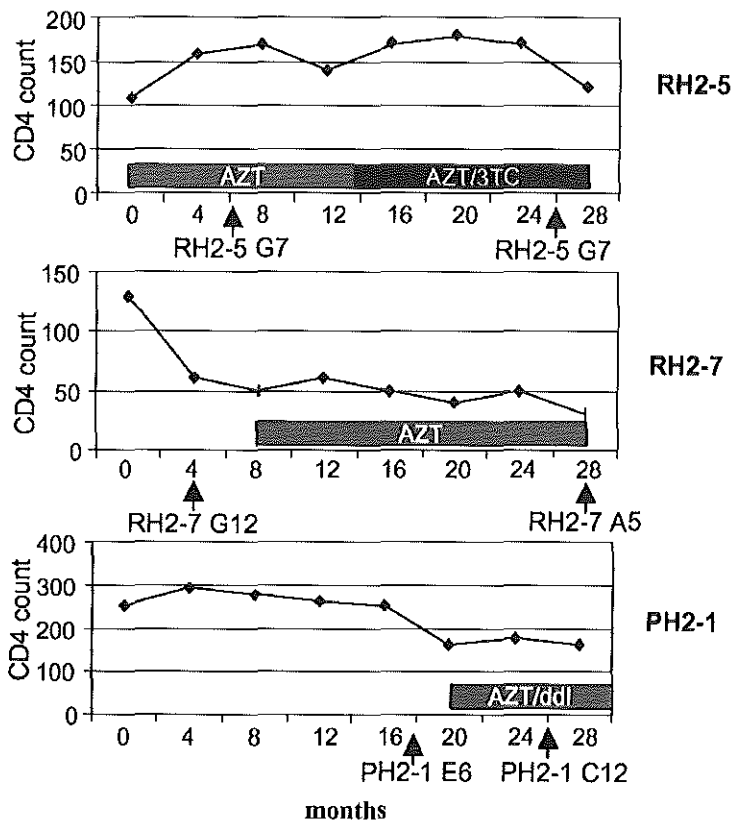 200
150
100
50
0
CD4 count
AZT
AZT/3TC
0 4 8 12 16 20 24 28
RH2-5 G7
RH2-5 G7
RH2-5
150
100
50
0
CD4 count
AZT
0 4 8 12 16 20 24 28
RH2-7 G12
RH2-7 A5
RH2-7
400
300
200
100
0
CD4 count
AZT/ddI
0 4 8 12 16 20 24 28
PH2-1 E6
PH2-1 C12
PH2-1
months